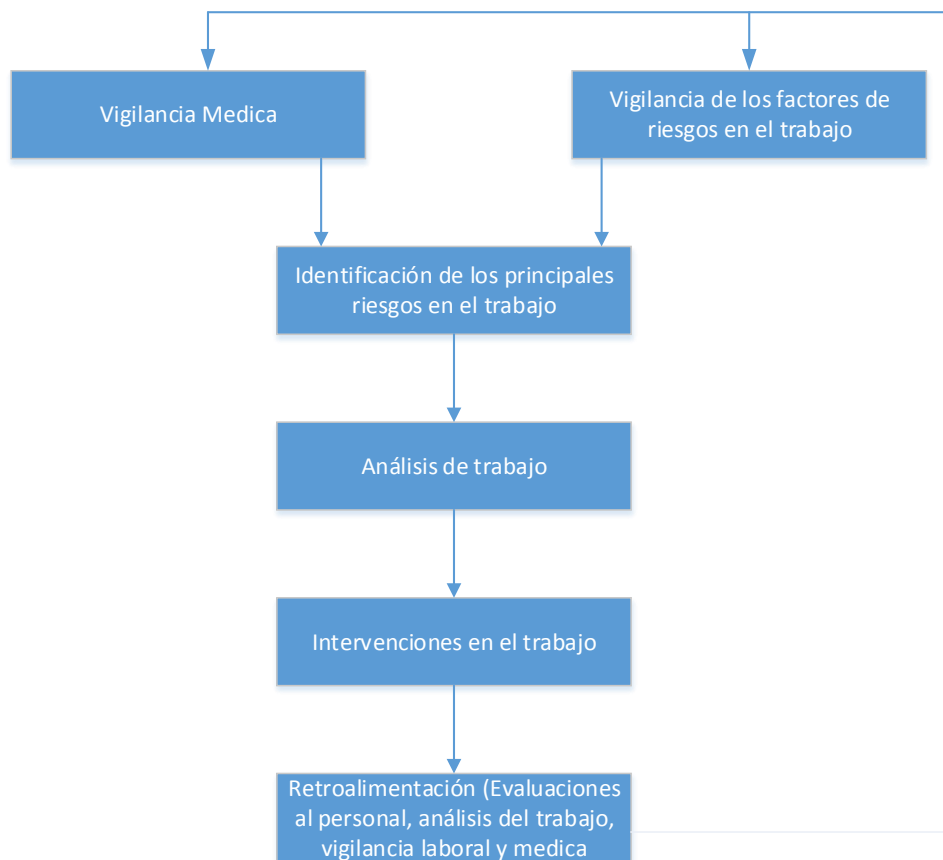 Vigilancia Medica
Vigilancia de los factores de
riesgos en el trabajo
Identificación de los principales
riesgos en el trabajo
Análisis de trabajo
Intervenciones en el trabajo
Retroalimentación (Evaluaciones
al personal, análisis del trabajo,
vigilancia laboral y medica